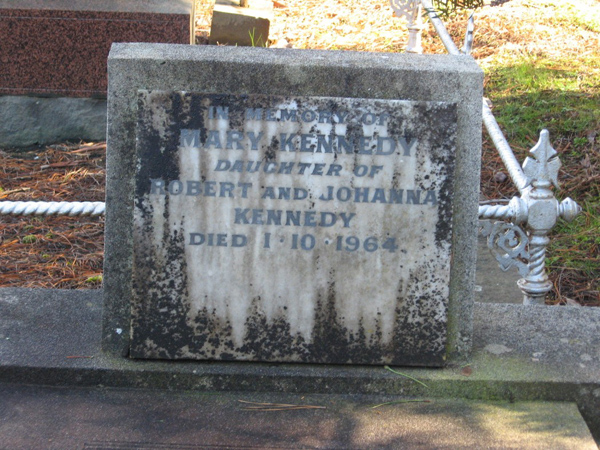 IN MEMORY OF
MARY KENNEDY
DAUGHTER OF
ROBERT AND JOHANNA
KENNEDY
DIED 1·10·1964.